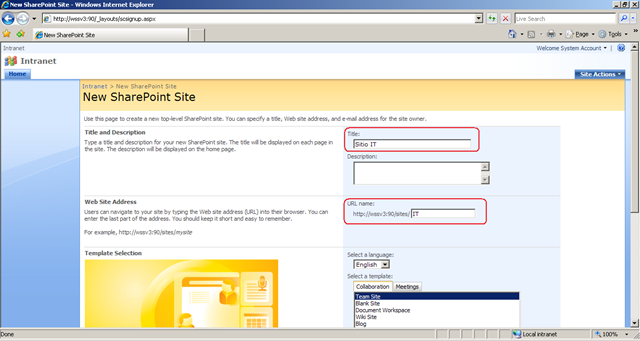 New SharePoint Site - Windows Internet Explorer
http://wssv3:90/_layouts/scsignup.aspx
Live Search
New SharePoint Site
Page
Tools
Intranet
Welcome System Account
Intranet
Home
Site Actions
Intranet > New SharePoint Site
New SharePoint Site
Use this page to create a new top-level SharePoint site. You can specify a title, Web site address, and e-mail address for the site owner.
Title and Description
Type a title and description for your new SharePoint site. The title will be displayed on each page in the site. The description will be displayed on the home page.
Title:
Sitio IT
Description:
Web Site Address
Users can navigate to your site by typing the Web site address (URL) into their browser. You can enter the last part of the address. You should keep it short and easy to remember.
For example, http://wssv3:90/sites/mysite
URL name:
http://wssv3:90/sites/ IT
Template Selection
Select a language:
English
Select a template:
Collaboration Meetings
Team Site
Blank Site
Document Workspace
Wiki Site
Blog
Done
Local intranet
100%